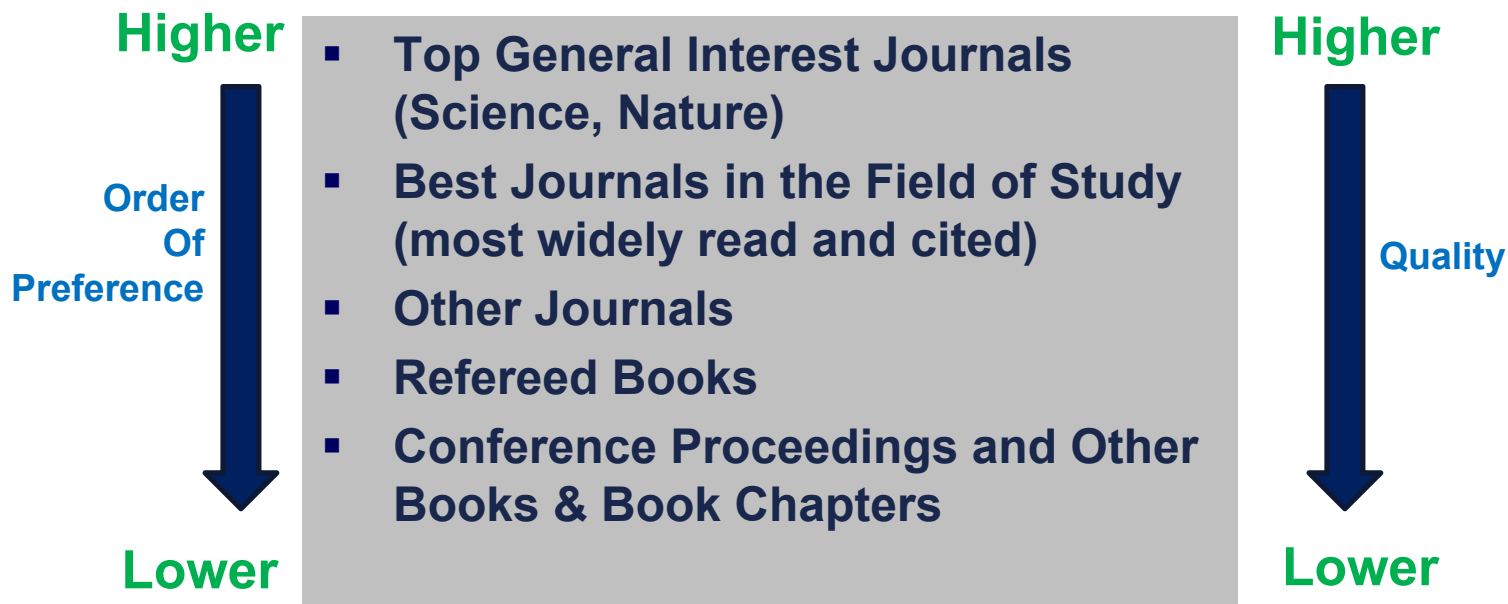 Higher
Order
Of
Preference
Lower
▪ Top General Interest Journals
(Science, Nature)
▪ Best Journals in the Field of Study
(most widely read and cited)
▪ Other Journals
▪ Refereed Books
▪ Conference Proceedings and Other
Books & Book Chapters
Higher
Quality
Lower